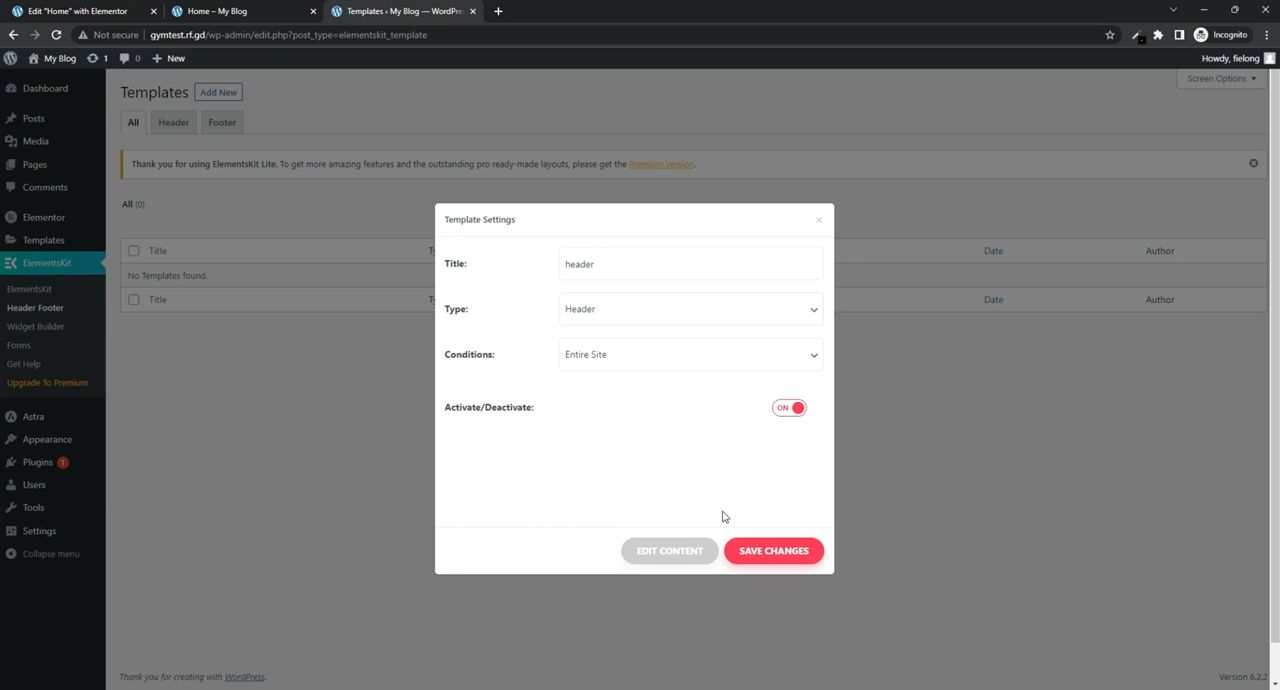 Edit "Home" with Elementor
Home – My Blog
Templates ‹ My Blog — WordPre
Not secure
gymtest.rf.gd/wp-admin/edit.php?post_type=elementskit_template
Incognito
My Blog
1
0
New
Howdy, fielong
Dashboard
Posts
Media
Pages
Comments
Elementor
Templates
ElementsKit
ElementsKit
Header Footer
Widget Builder
Forms
Get Help
Upgrade To Premium
Astra
Appearance
Plugins 1
Users
Tools
Settings
Collapse menu
Screen Options
Templates
Add New
All
Header
Footer
Thank you for using ElementsKit Lite. To get more amazing features and the outstanding pro ready-made layouts, please get the Premium Version.
All (0)
Title
Date
Author
No Templates found.
Title
Date
Author
Template Settings
Title:
header
Type:
Header
Conditions:
Entire Site
Activate/Deactivate:
ON
EDIT CONTENT
SAVE CHANGES
Thank you for creating with WordPress.
Version 6.2.2